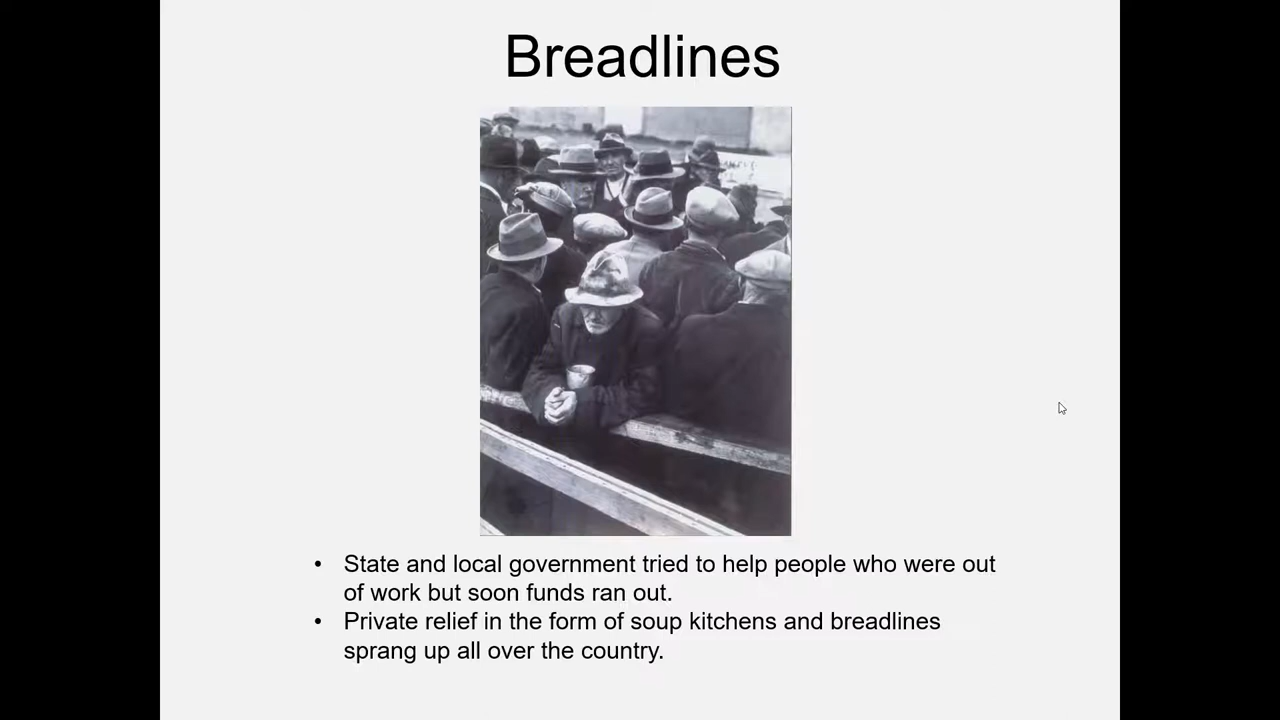 Breadlines
• State and local government tried to help people who were out
of work but soon funds ran out.
• Private relief in the form of soup kitchens and breadlines
sprang up all over the country.